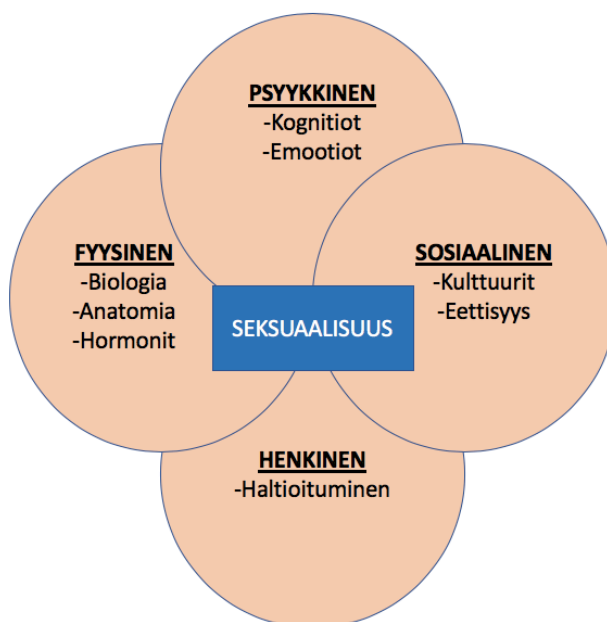 PSYYKKINEN
-Kognitiot
-Emootiot
FYYSINEN
-Biologia
-Anatomia
-Hormonit
SOSIAALINEN
-Kulttuurit
-Eettisyys
SEKSUAALISUUS
HENKINEN
-Haltioituminen